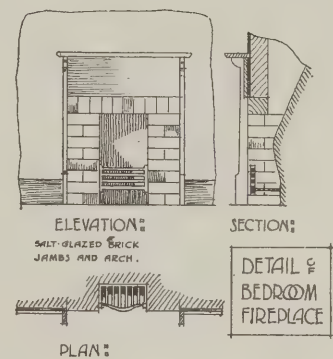 ELEVATION:
SALT-GLAZED BRICK
JAMBS AND ARCH.
SECTION:
DETAIL OF
BEDROOM
FIREPLACE
PLAN: